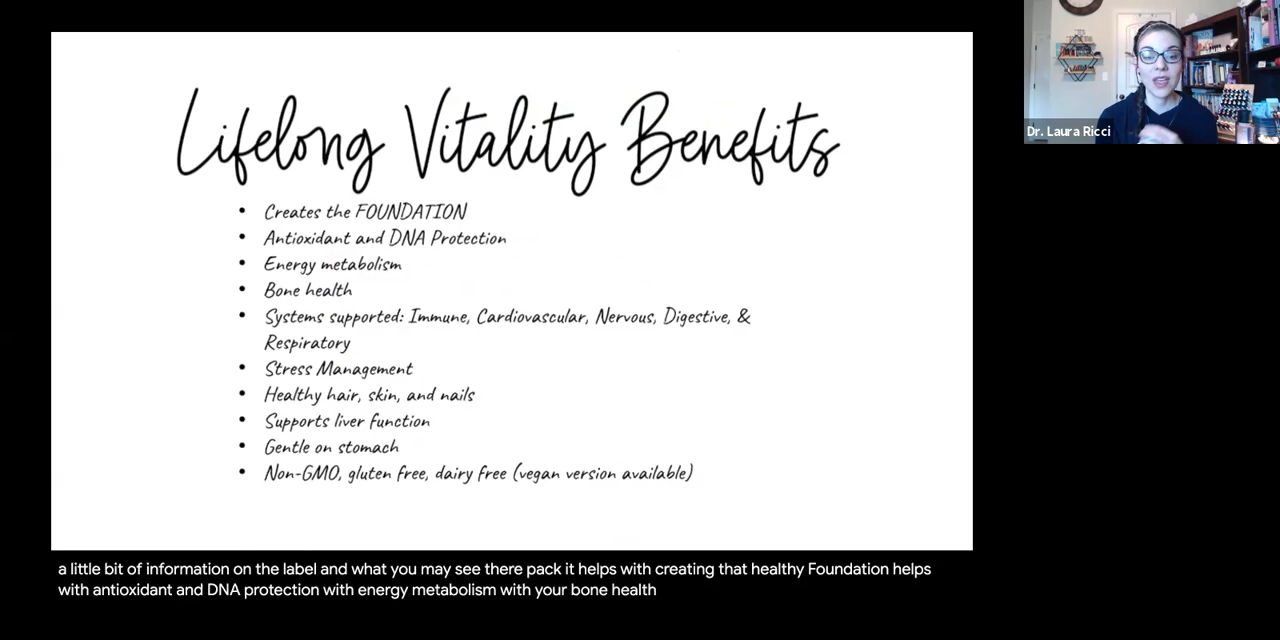 Lifelong Vitality Benefits
• Creates the FOUNDATION
• Antioxidant and DNA Protection
• Energy metabolism
• Bone health
• Systems supported: Immune, Cardiovascular, Nervous, Digestive, &
Respiratory
• Stress Management
• Healthy hair, skin, and nails
• Supports liver function
• Gentle on stomach
• Non-GMO, gluten free, dairy free (vegan version available)
Dr. Laura Ricci
a little bit of information on the label and what you may see there pack it helps with creating that healthy Foundation helps
with antioxidant and DNA protection with energy metabolism with your bone health